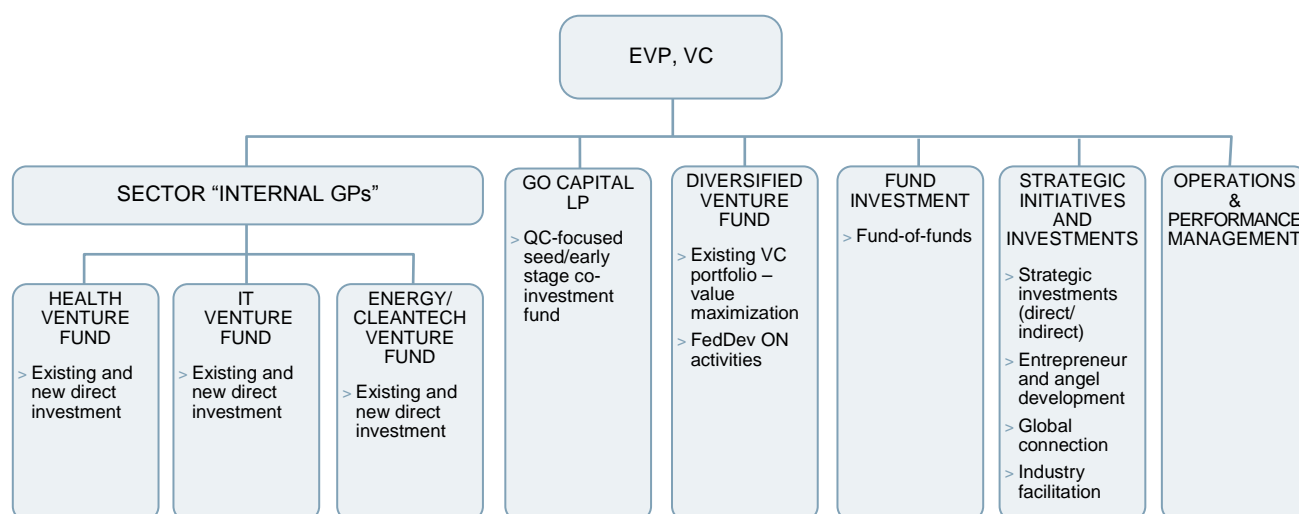 EVP, VC
SECTOR “INTERNAL GPs”
HEALTH
VENTURE
FUND
> Existing and
new direct
investment
IT
VENTURE
FUND
> Existing and
new direct
investment
ENERGY/
CLEANTECH
VENTURE
FUND
> Existing and
new direct
investment
GO CAPITAL
LP
> QC-focused
seed/early
stage co-
investment
fund
DIVERSIFIED
VENTURE
FUND
> Existing VC
portfolio –
value
maximization
> FedDev ON
activities
FUND
INVESTMENT
> Fund-of-funds
STRATEGIC
INITIATIVES
AND
INVESTMENTS
> Strategic
investments
(direct/
indirect)
> Entrepreneur
and angel
development
> Global
connection
> Industry
facilitation
OPERATIONS
&
PERFORMANCE
MANAGEMENT